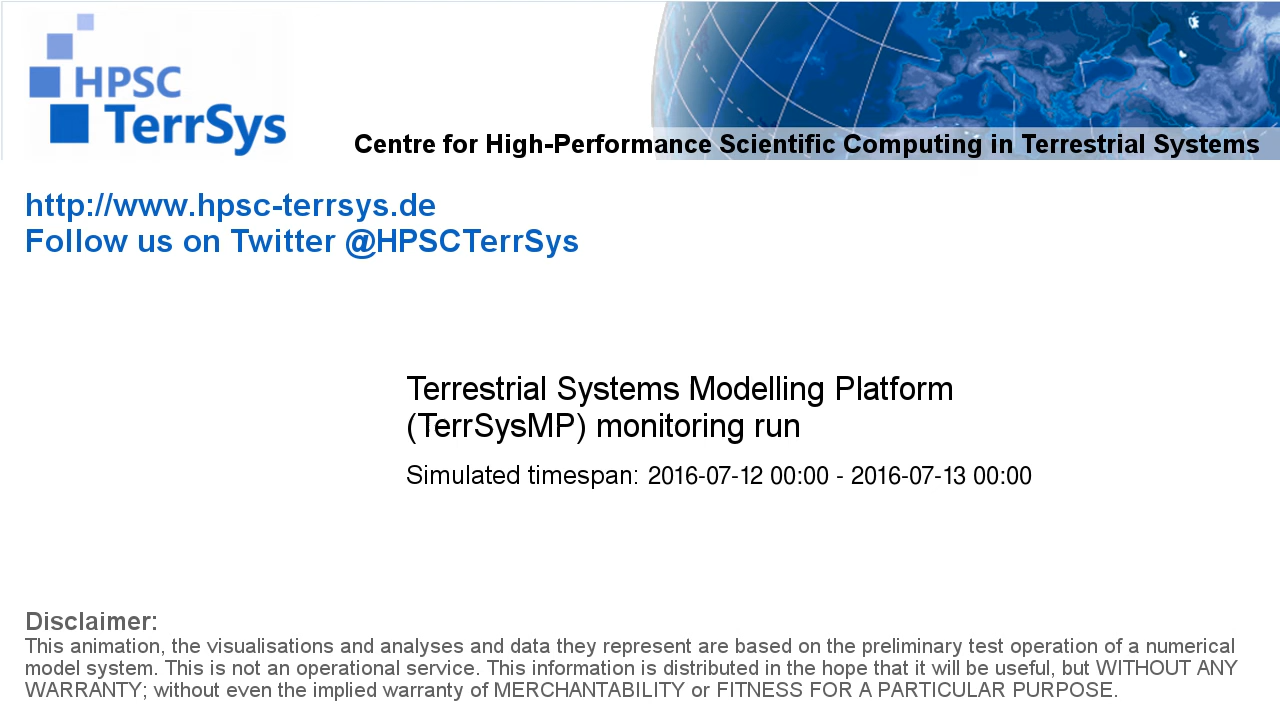 HPSC
TerrSys
Centre for High-Performance Scientific Computing in Terrestrial Systems
http://www.hpsc-terrsys.de
Follow us on Twitter @HPSCTerrSys
Terrestrial Systems Modelling Platform
(TerrSysMP) monitoring run
Simulated timespan: 2016-07-12 00:00 - 2016-07-13 00:00
Disclaimer:
This animation, the visualisations and analyses and data they represent are based on the preliminary test operation of a numerical
model system. This is not an operational service. This information is distributed in the hope that it will be useful, but WITHOUT ANY
WARRANTY; without even the implied warranty of MERCHANTABILITY or FITNESS FOR A PARTICULAR PURPOSE.